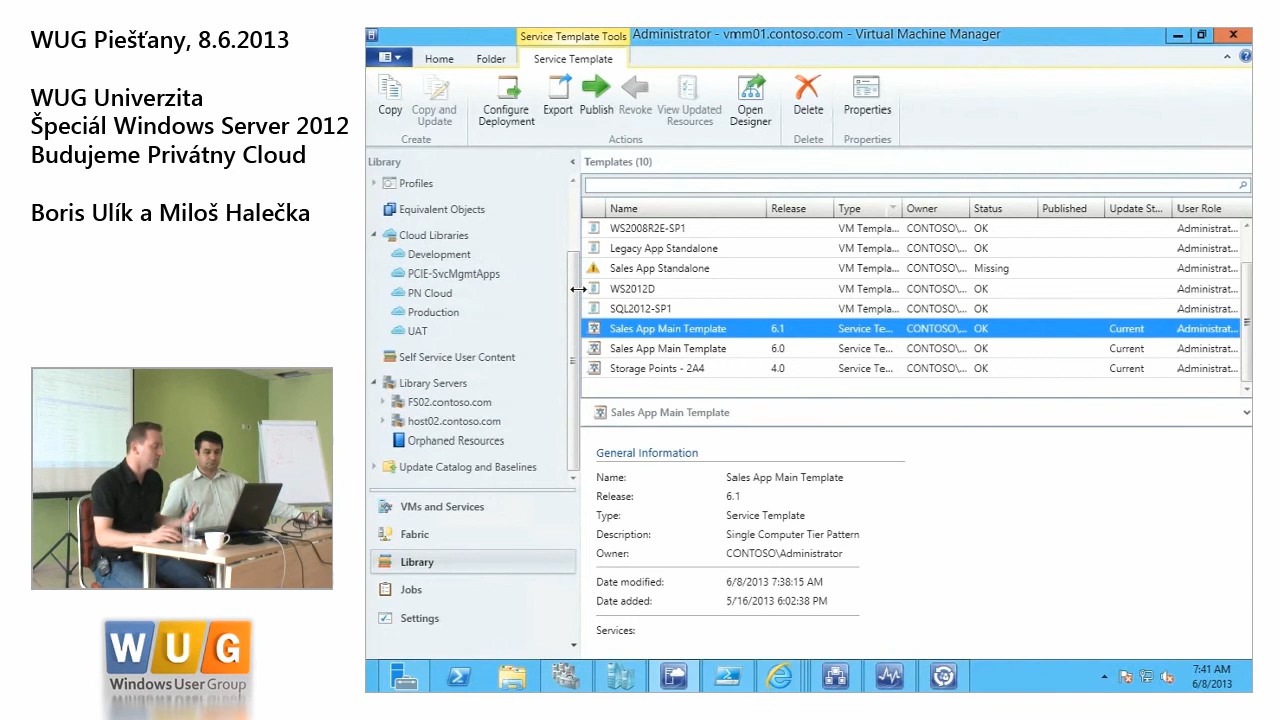 WUG Piešťany, 8.6.2013
WUG Univerzita
Špeciál Windows Server 2012
Budujeme Privátny Cloud
Boris Ulík a Miloš Halečka
WUG
Windows User Group
Service Template Tools
Administrator - vmm01.contoso.com - Virtual Machine Manager
Home Folder Service Template
Copy
Copy and Update
Configure Deployment
Export
Publish
Revoke
View Updated Resources
Open Designer
Delete
Properties
Create Actions Delete Properties
Library
Profiles
Equivalent Objects
Cloud Libraries
Development
PCIE-SvcMgmtApps
PN Cloud
Production
UAT
Self Service User Content
Library Servers
FS02.contoso.com
host02.contoso.com
Orphaned Resources
Update Catalog and Baselines
VMs and Services
Fabric
Library
Jobs
Settings
Templates (10)
Name Release Type Owner Status Published Update St... User Role
WS2008R2E-SP1 VM Templa... CONTOSO\... OK Administrat...
Legacy App Standalone VM Templa... CONTOSO\... OK Administrat...
Sales App Standalone VM Templa... CONTOSO\... Missing Administrat...
WS2012D VM Templa... CONTOSO\... OK Administrat...
SQL2012-SP1 VM Templa... CONTOSO\... OK Administrat...
Sales App Main Template 6.1 Service Te... CONTOSO\... OK Current Administrat...
Sales App Main Template 6.0 Service Te... CONTOSO\... OK Current Administrat...
Storage Points - 2A4 4.0 Service Te... CONTOSO\... OK Current Administrat...
Sales App Main Template
General Information
Name: Sales App Main Template
Release: 6.1
Type: Service Template
Description: Single Computer Tier Pattern
Owner: CONTOSO\Administrator
Date modified: 6/8/2013 7:38:15 AM
Date added: 5/16/2013 6:02:38 PM
Services:
7:41 AM
6/8/2013